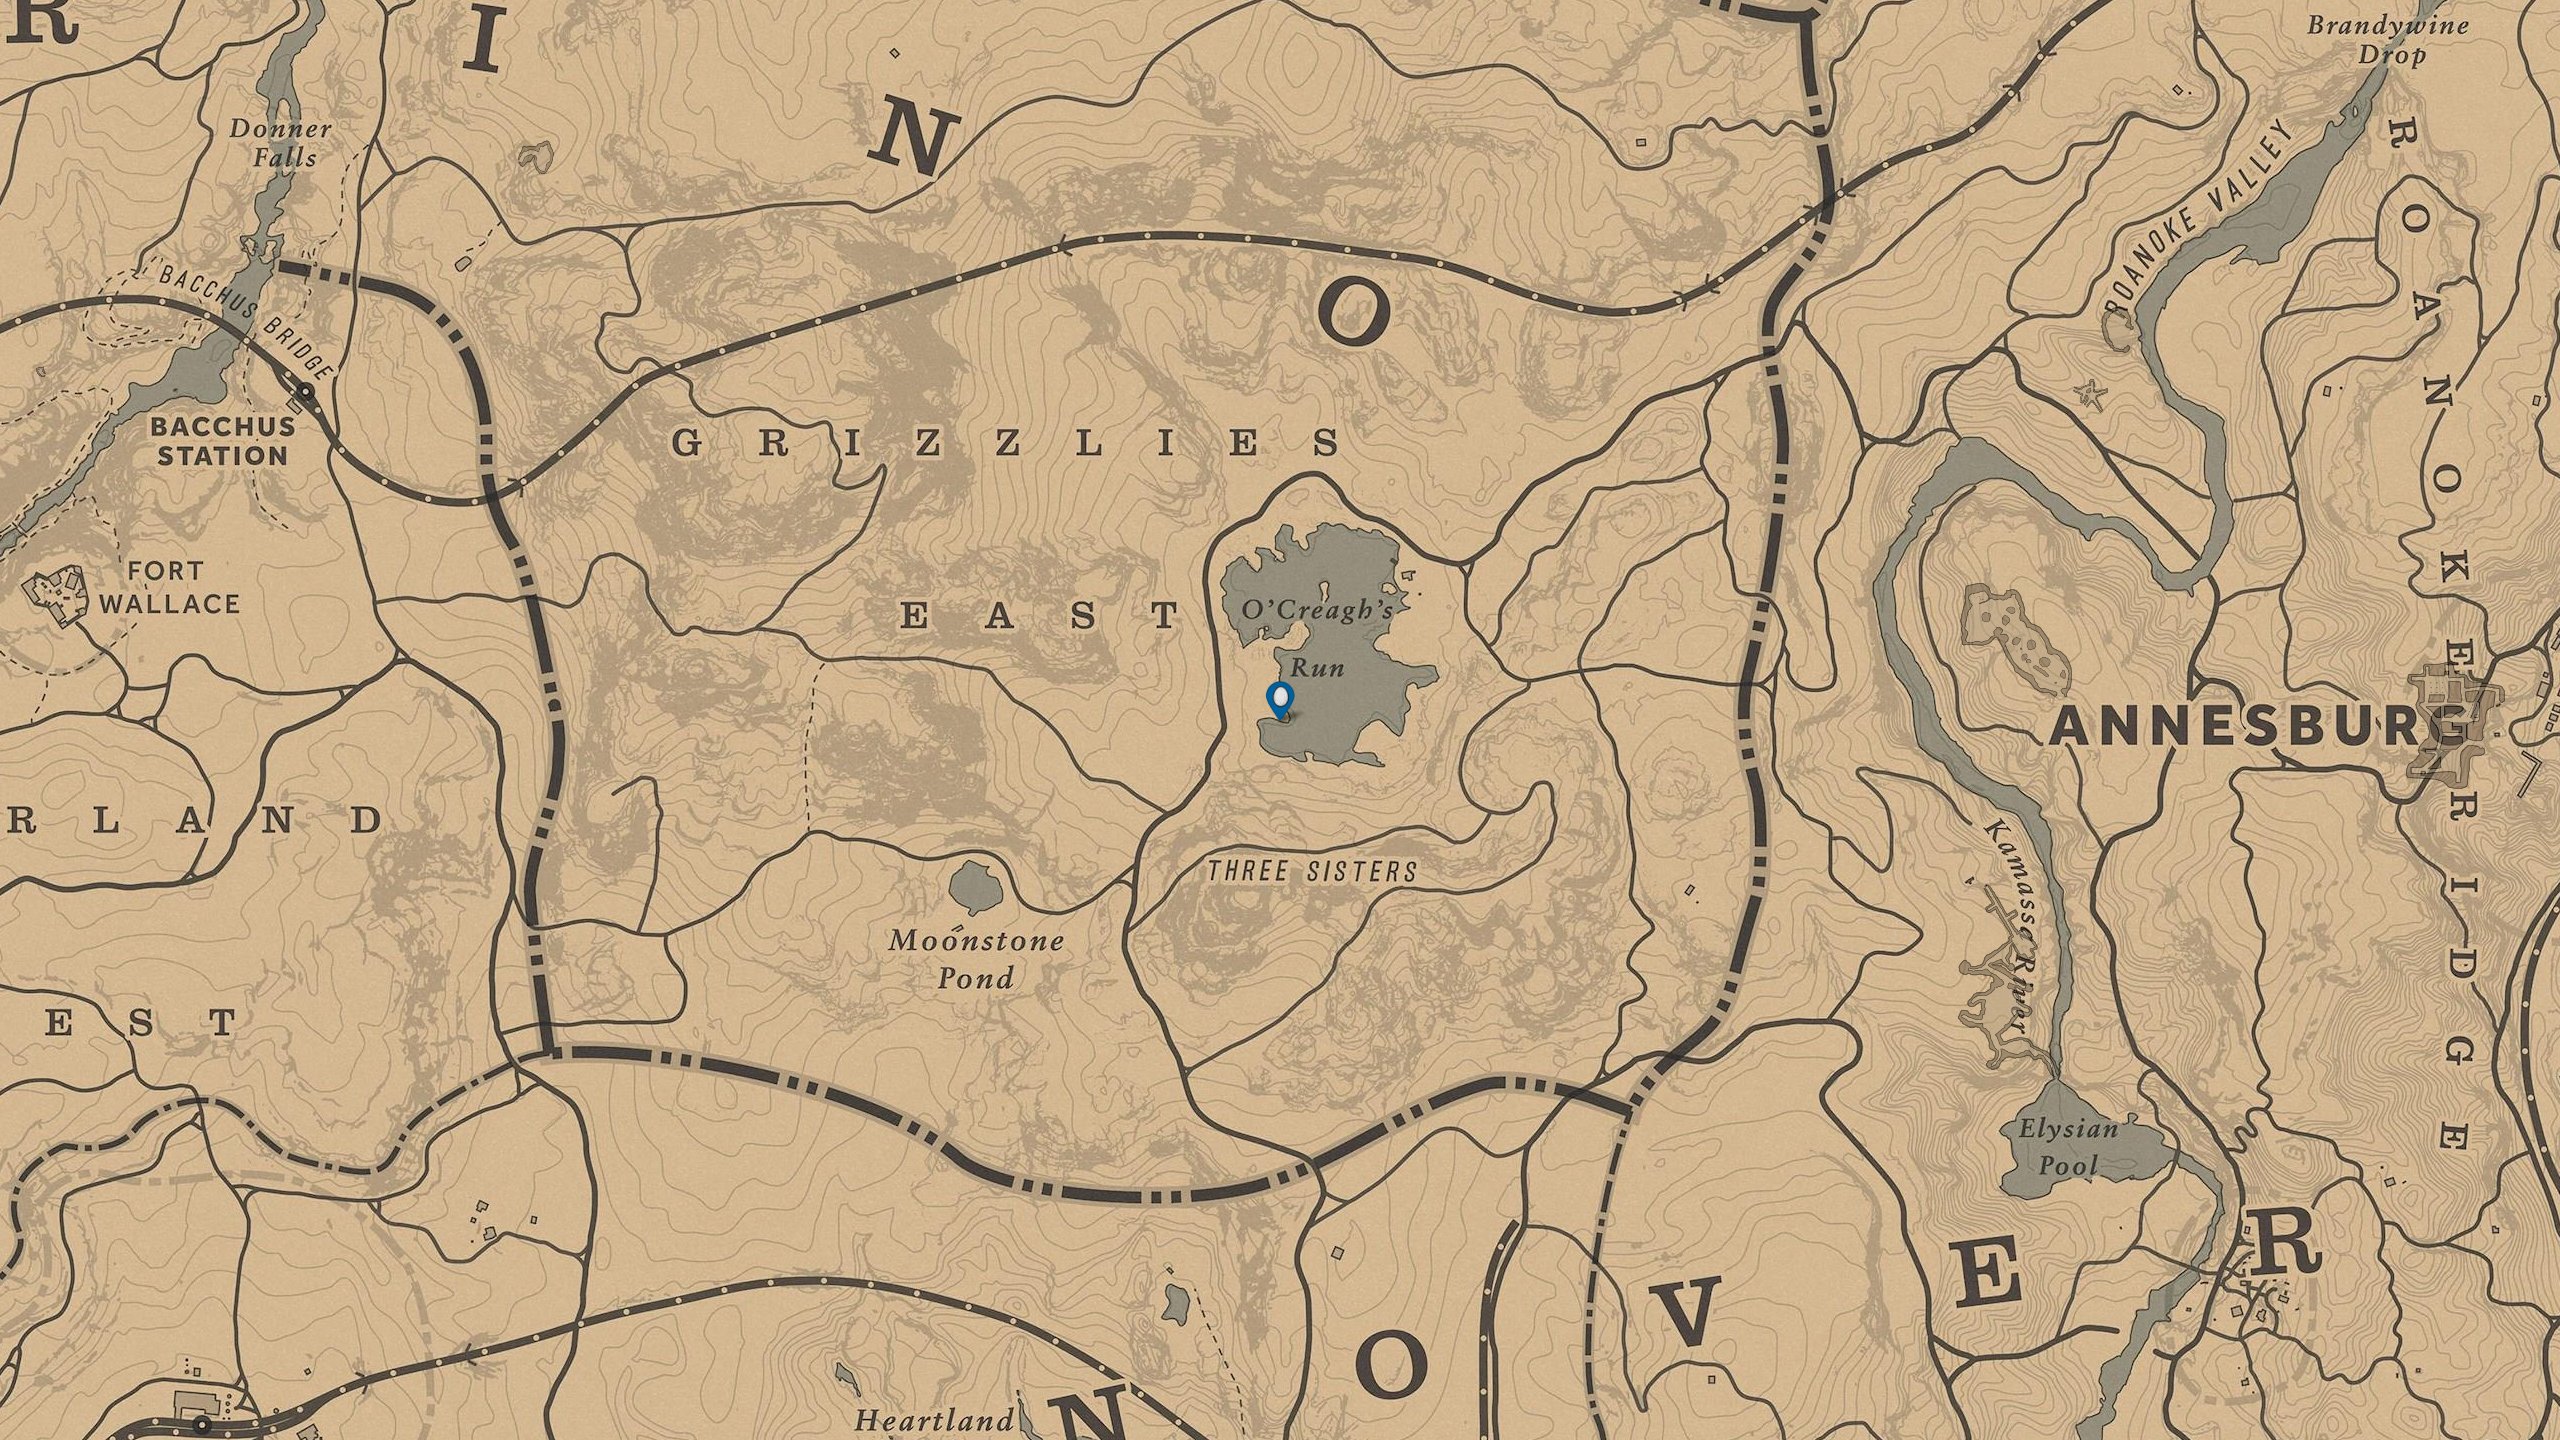 R
I
N
O
Brandywine
Drop
Donner
Falls
BACCHUS BRIDGE
BACCHUS
STATION
FORT
WALLACE
GRIZZLIES
EAST
O'Creagh's
Run
ROANOKE VALLEY
ROANOKE RIDGE
ANNESBURG
RLAND
THREE SISTERS
Moonstone
Pond
Kamassa River
EST
Elysian
Pool
E
R
V
O
N
Heartland